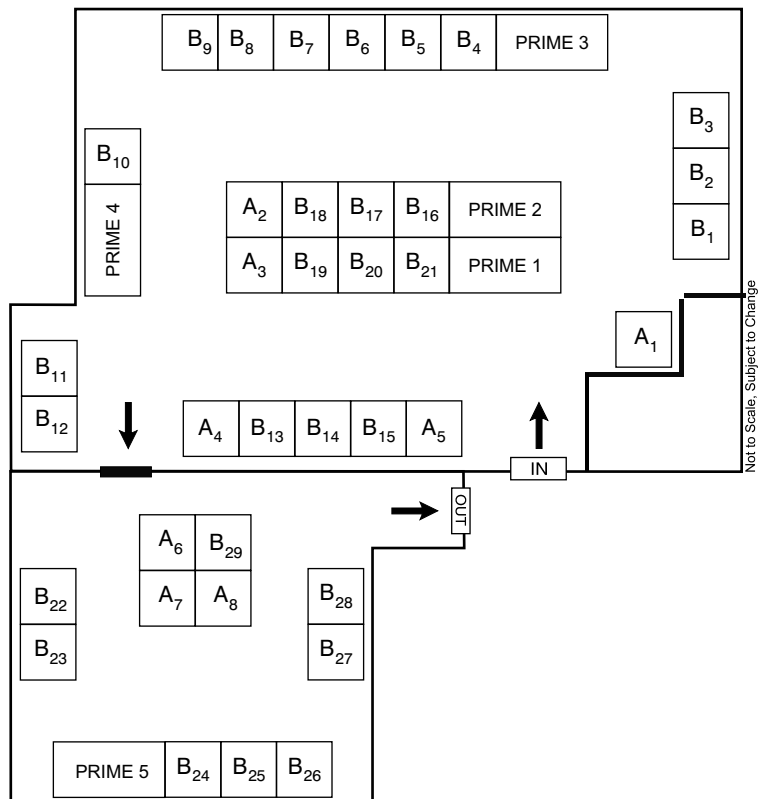 B9 B8 B7 B6 B5 B4 PRIME 3
B3
B2
B1
B10
PRIME 4
A2 B18 B17 B16 PRIME 2
A3 B19 B20 B21 PRIME 1
A1
Not to Scale, Subject to Change
B11
B12
A4 B13 B14 B15 A5
IN
OUT
A6 B29
A7 A8
B22
B23
B28
B27
PRIME 5 B24 B25 B26